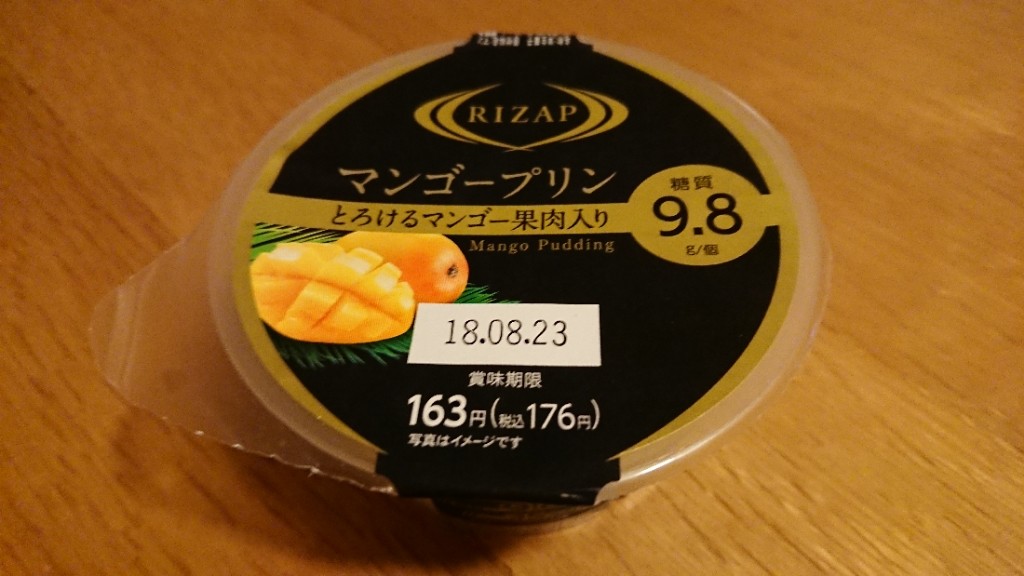 RIZAP
マンゴープリン
とろけるマンゴー果肉入り
Mango Pudding
糖質
9.8
g/個
18.08.23
賞味期限
163円(税込176円)
写真はイメージです